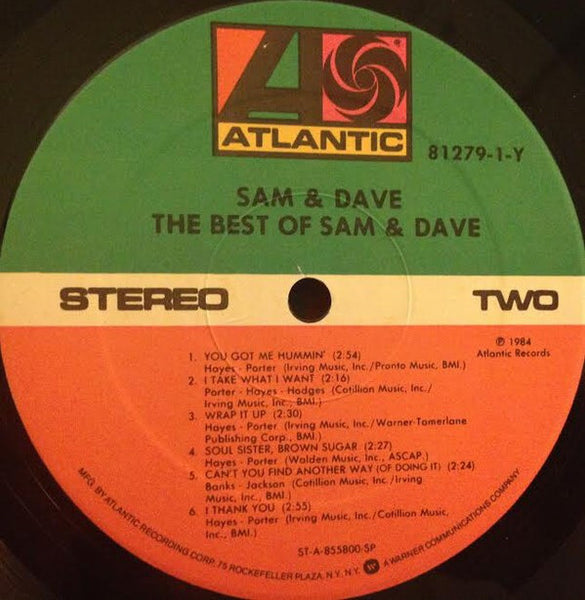 ATLANTIC
81279-1-Y
SAM & DAVE
THE BEST OF SAM & DAVE
STEREO
TWO
℗ 1984
Atlantic Records
1. YOU GOT ME HUMMIN' (2:54)
Hayes - Porter (Irving Music, Inc./Pronto Music, BMI.)
2. I TAKE WHAT I WANT (2:16)
Porter - Hayes - Hodges (Cotillion Music, Inc./
Irving Music, Inc., BMI.)
3. WRAP IT UP (2:30)
Hayes - Porter (Irving Music, Inc./Warner-Tamerlane
Publishing Corp., BMI.)
4. SOUL SISTER, BROWN SUGAR (2:27)
Hayes - Porter (Walden Music, Inc., ASCAP.)
5. CAN'T YOU FIND ANOTHER WAY (OF DOING IT) (2:24)
Banks - Jackson (Cotillion Music, Inc./Irving
Music, Inc., BMI.)
6. I THANK YOU (2:55)
Hayes - Porter (Irving Music, Inc./Cotillion Music,
Inc., BMI.)
ST-A-855800-SP
MFG. BY ATLANTIC RECORDING CORP. 75 ROCKEFELLER PLAZA, N.Y. N.Y. A WARNER COMMUNICATIONS COMPANY